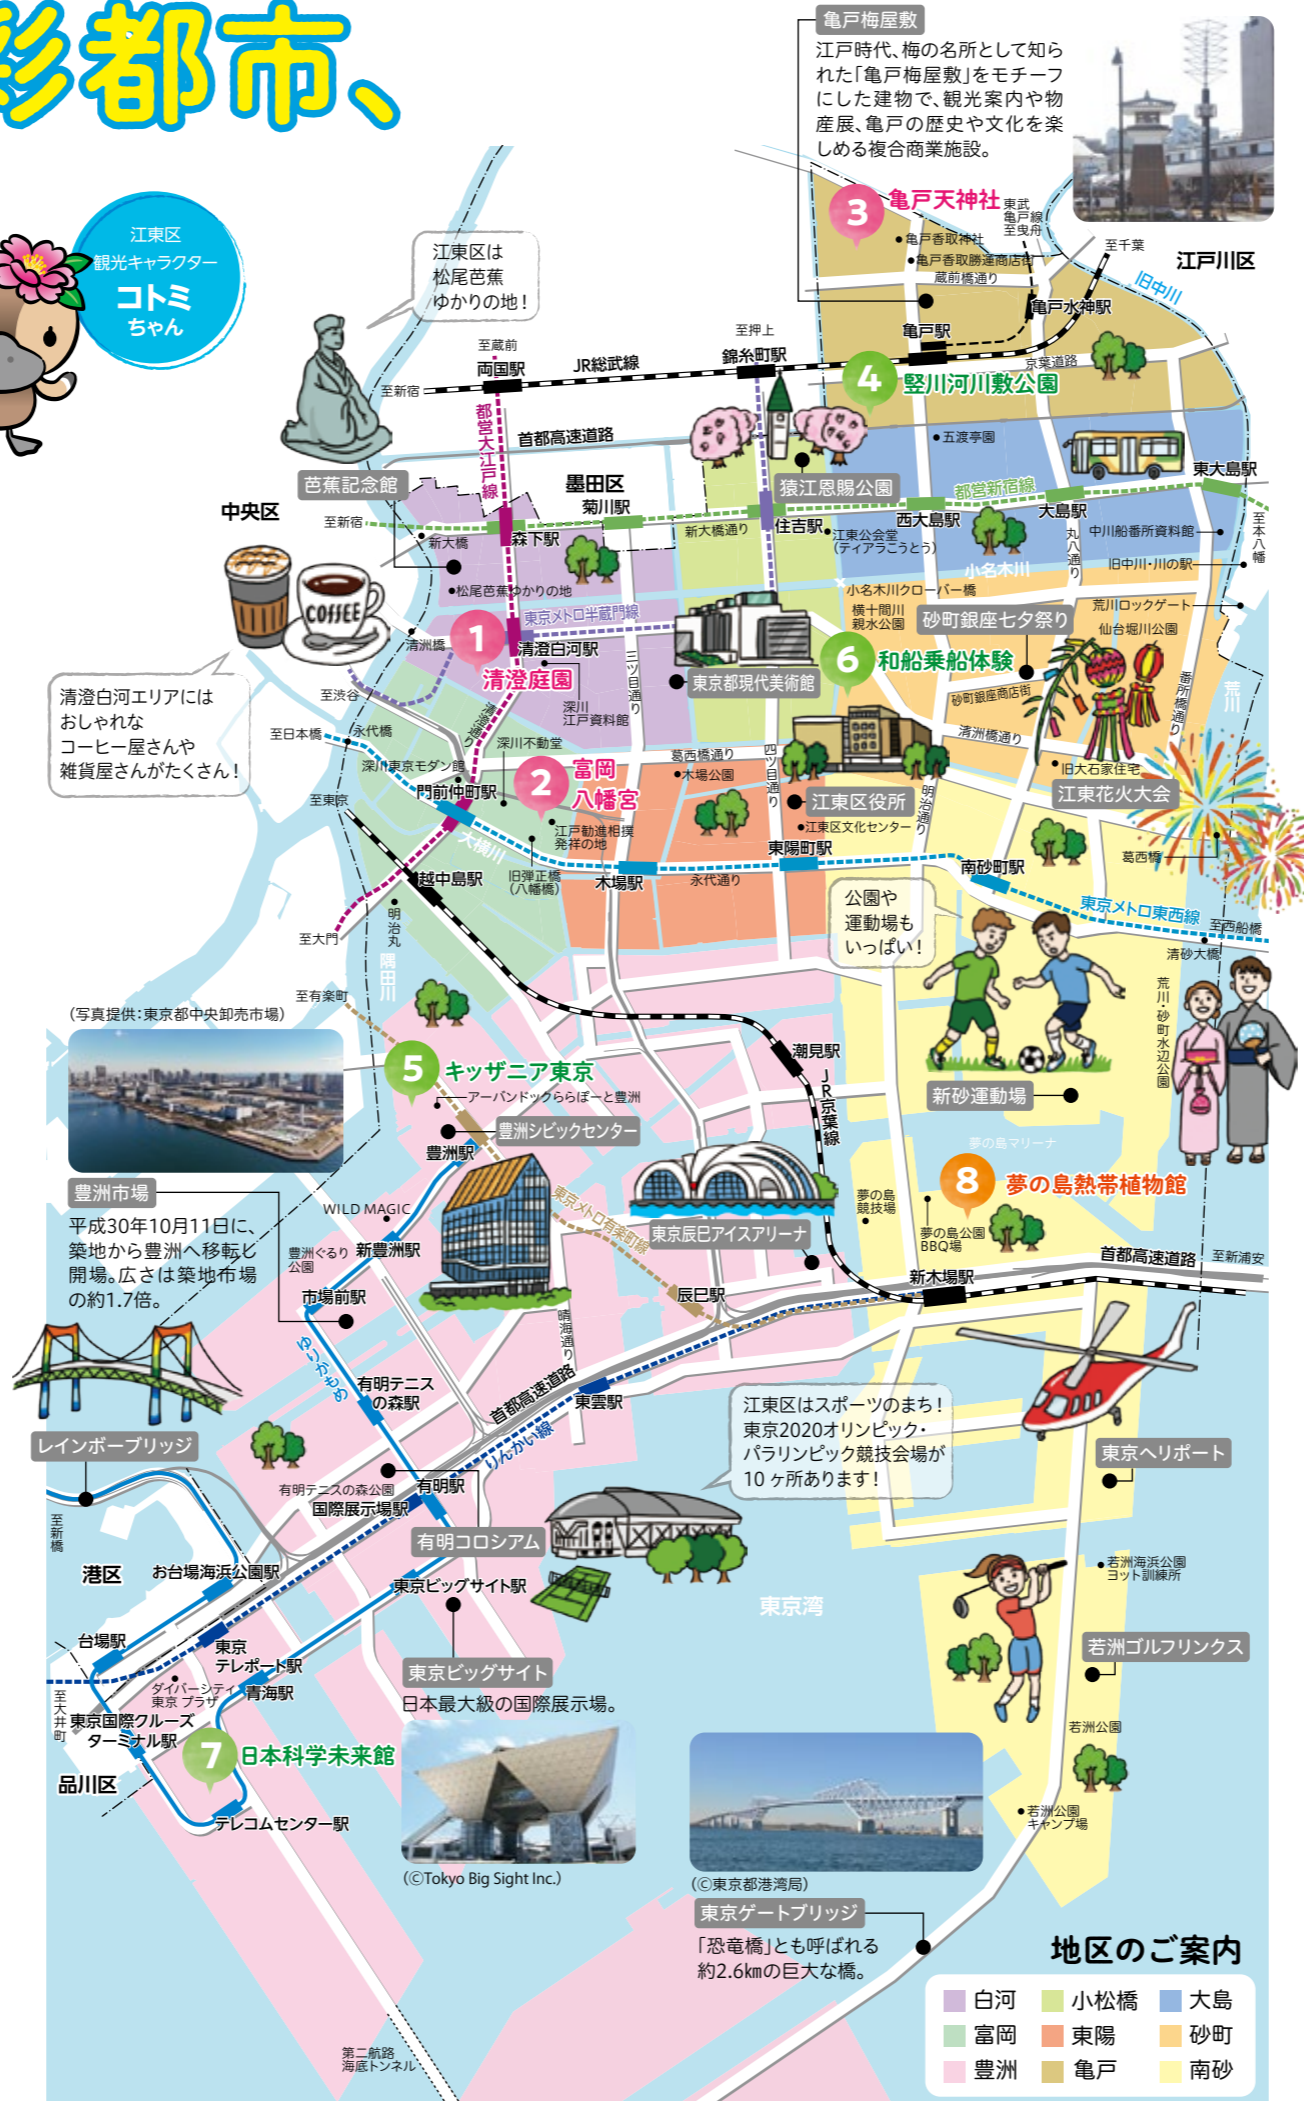 彩都市、
江東区
観光キャラクター
コトミ
ちゃん
亀戸梅屋敷
江戸時代、梅の名所として知ら
れた「亀戸梅屋敷」をモチーフ
にした建物で、観光案内や物
産展、亀戸の歴史や文化を楽
しめる複合商業施設。
江東区は
松尾芭蕉
ゆかりの地!
3
亀戸天神社
東武
亀戸線
至曳舟
亀戸香取神社
亀戸香取勝運商店街
蔵前橋通り
至千葉
江戸川区
旧中川
亀戸水神駅
亀戸駅
京葉道路
至押上
錦糸町駅
JR総武線
至蔵前
両国駅
至新宿
都営大江戸線
首都高速道路
4
竪川河川敷公園
五渡亭園
東大島駅
芭蕉記念館
墨田区
菊川駅
猿江恩賜公園
都営新宿線
中央区
至新宿
新大橋
森下駅
新大橋通り
住吉駅
西大島駅
大島駅
至本八幡
江東公会堂
(ティアラこうとう)
丸八通り
中川船番所資料館
小名木川
旧中川・川の駅
松尾芭蕉ゆかりの地
小名木川クローバー橋
荒川ロックゲート
COFFEE
清洲橋
1
東京メトロ半蔵門線
清澄白河駅
清澄庭園
三ツ目通り
横十間川
親水公園
砂町銀座七夕祭り
仙台堀川公園
6
和船乗船体験
東京都現代美術館
砂町銀座商店街
番所橋通り
荒川
清澄白河エリアには
おしゃれな
コーヒー屋さんや
雑貨屋さんがたくさん!
至渋谷
至日本橋
永代橋
清澄通り
深川
江戸資料館
深川不動堂
深川東京モダン館
門前仲町駅
2
富岡
八幡宮
葛西橋通り
木場公園
四ツ目通り
清洲橋通り
旧大石家住宅
江東花火大会
葛西橋
江東区役所
江東区文化センター
明治通り
至東京
大横川
江戸勧進相撲
発祥の地
旧弾正橋
(八幡橋)
越中島駅
木場駅
永代通り
東陽町駅
南砂町駅
東京メトロ東西線
至西船橋
清砂大橋
明治丸
至大門
隅田川
公園や
運動場も
いっぱい!
荒川・砂町水辺公園
至有楽町
(写真提供:東京都中央卸売市場)
5
キッザニア東京
アーバンドックららぽーと豊洲
豊洲シビックセンター
豊洲駅
潮見駅
JR京葉線
新砂運動場
夢の島マリーナ
8
夢の島熱帯植物館
夢の島
競技場
夢の島公園
BBQ場
豊洲市場
平成30年10月11日に、
築地から豊洲へ移転し
開場。広さは築地市場
の約1.7倍。
WILD MAGIC
豊洲ぐるり
公園
新豊洲駅
東京メトロ有楽町線
東京辰巳アイスアリーナ
首都高速道路
至新浦安
新木場駅
辰巳駅
市場前駅
ゆりかもめ
晴海通り
有明テニス
の森駅
首都高速道路
東雲駅
りんかい線
江東区はスポーツのまち!
東京2020オリンピック・
パラリンピック競技会場が
10ヶ所あります!
東京ヘリポート
レインボーブリッジ
至新橋
有明テニスの森公園
国際展示場駅
有明駅
有明コロシアム
港区
お台場海浜公園駅
東京ビッグサイト駅
東京湾
若洲海浜公園
ヨット訓練所
台場駅
東京
テレポート駅
ダイバーシティ
東京 プラザ
青海駅
至大井町
東京国際クルーズ
ターミナル駅
品川区
7
日本科学未来館
テレコムセンター駅
東京ビッグサイト
日本最大級の国際展示場。
(©Tokyo Big Sight Inc.)
若洲ゴルフリンクス
若洲公園
若洲公園
キャンプ場
(©東京都港湾局)
東京ゲートブリッジ
「恐竜橋」とも呼ばれる
約2.6㎞の巨大な橋。
第二航路
海底トンネル
地区のご案内
白河
小松橋
大島
富岡
東陽
砂町
豊洲
亀戸
南砂